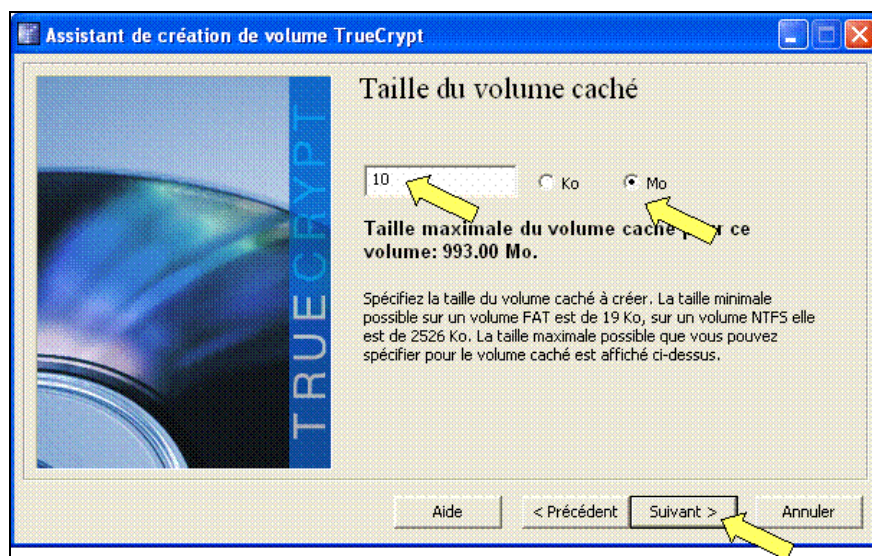 Assistant de création de volume TrueCrypt
TRUECRYPT
Taille du volume caché
10
Ko
Mo
Taille maximale du volume caché pour ce
volume: 993.00 Mo.
Spécifiez la taille du volume caché à créer. La taille minimale
possible sur un volume FAT est de 19 Ko, sur un volume NTFS elle
est de 2526 Ko. La taille maximale possible que vous pouvez
spécifier pour le volume caché est affiché ci-dessus.
Aide
< Précédent
Suivant >
Annuler